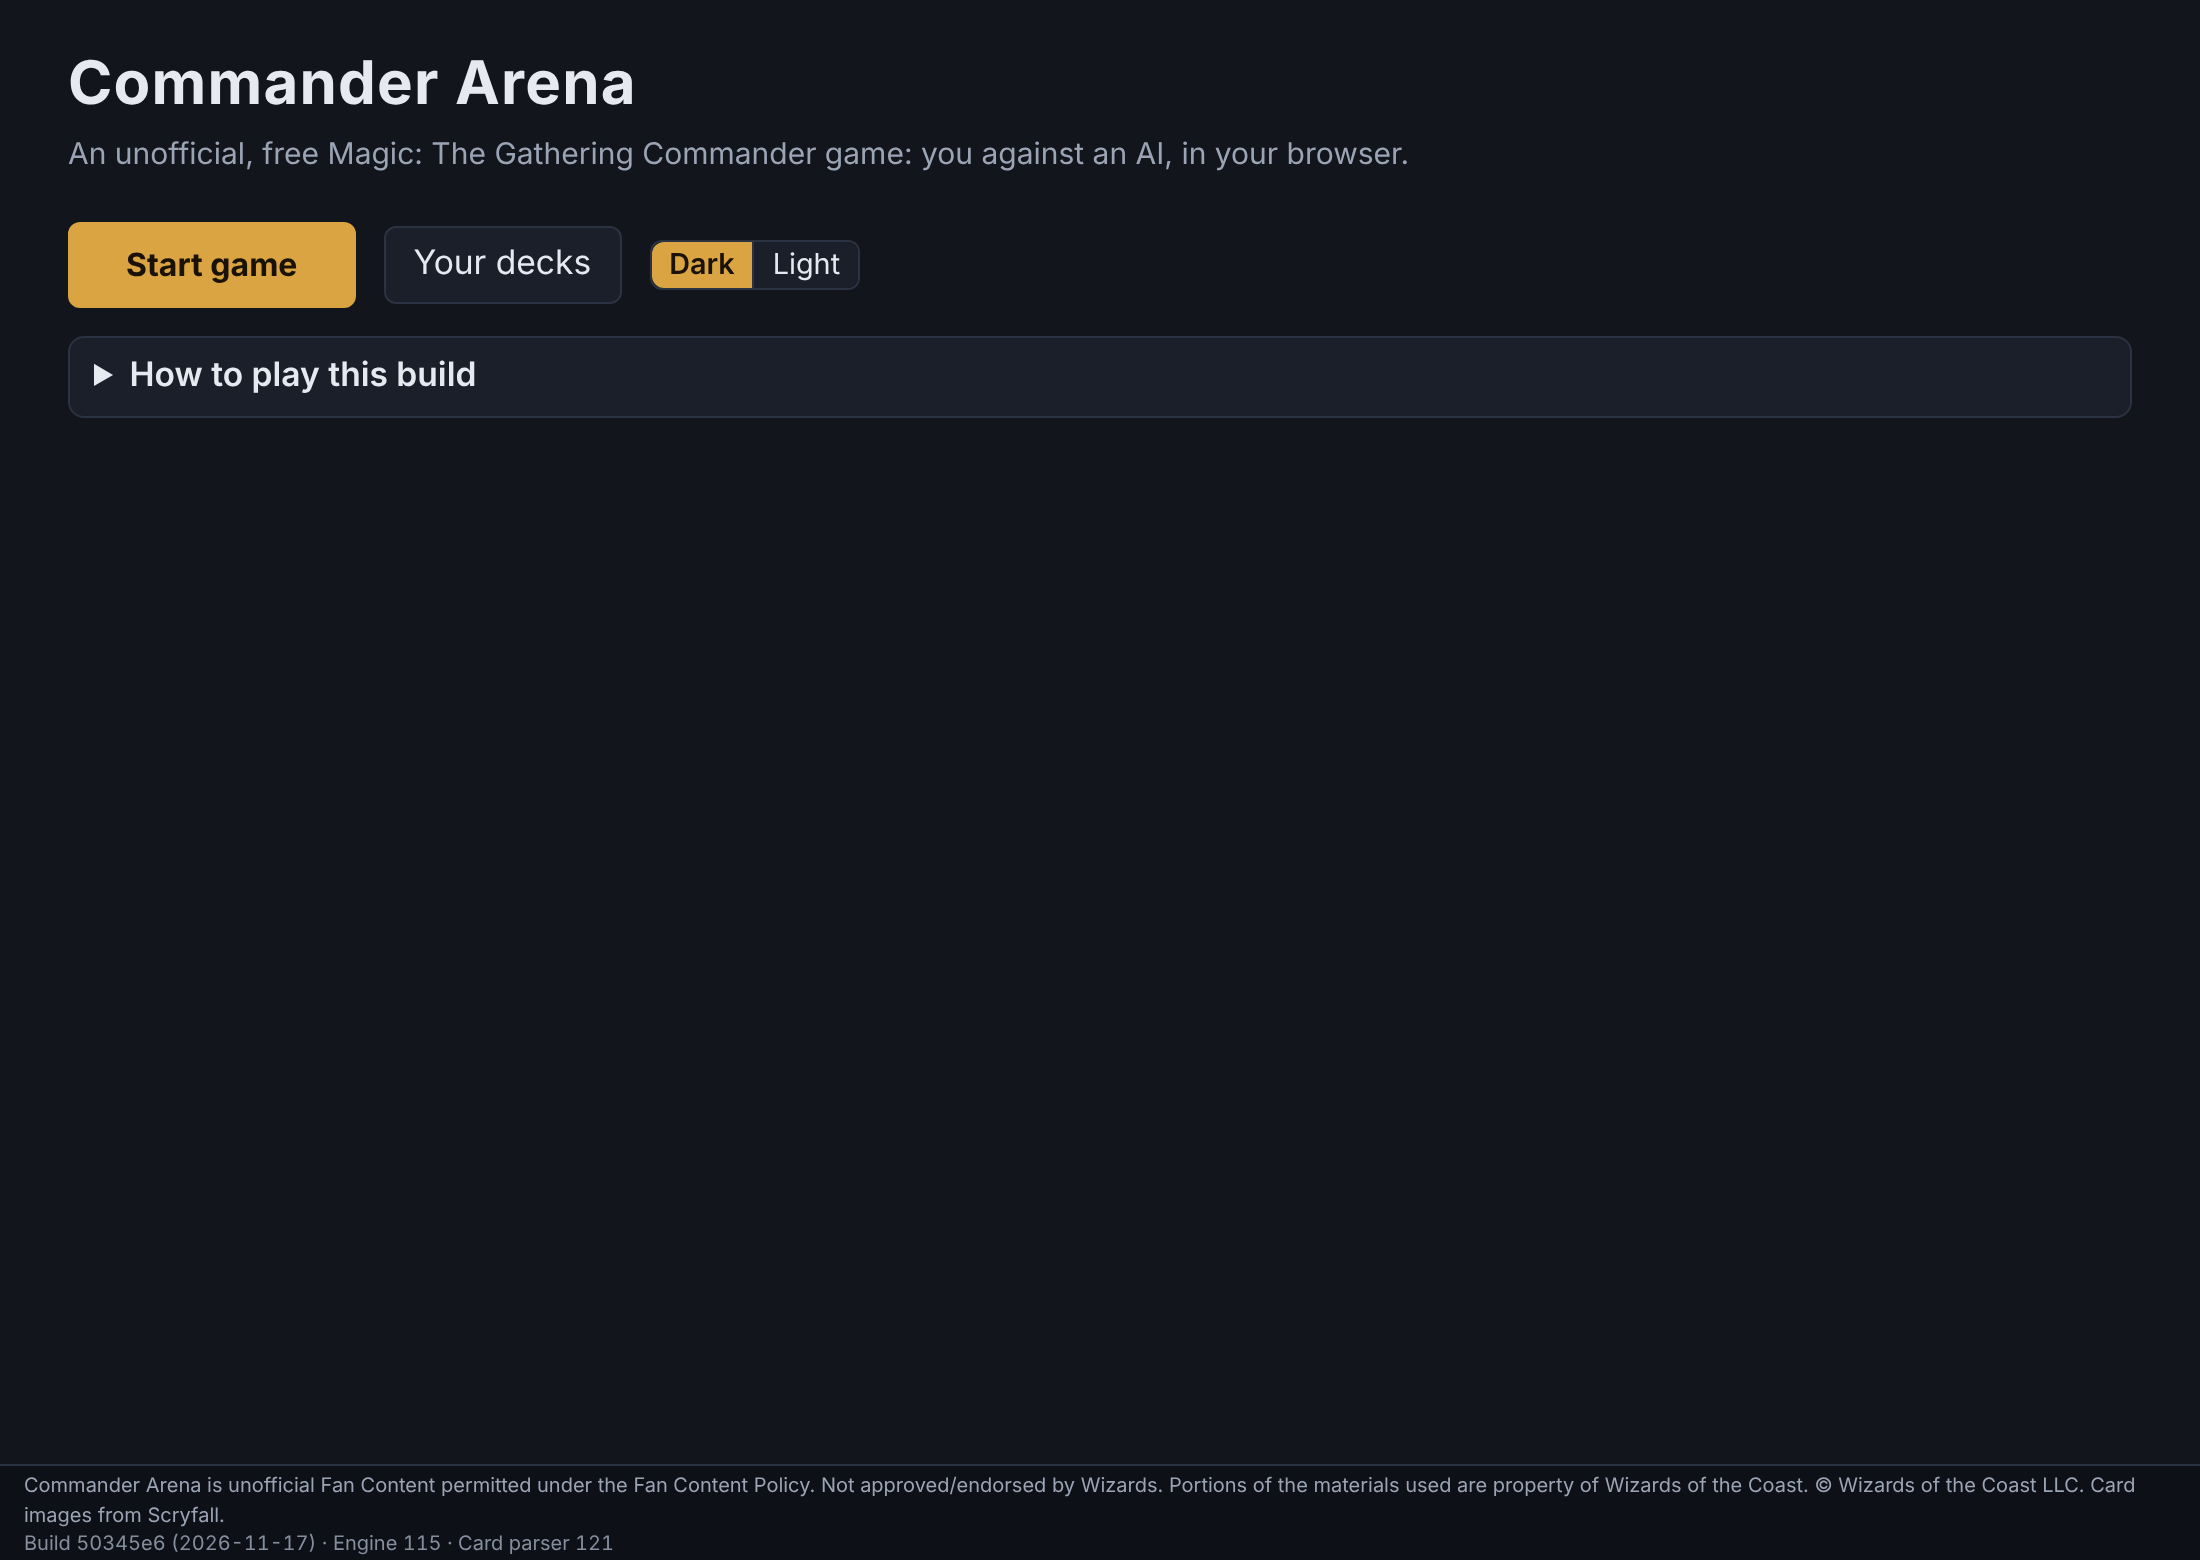 Commander Arena
An unofficial, free Magic: The Gathering Commander game: you against an AI, in your browser.
Start game
Your decks
Dark
Light
How to play this build
Commander Arena is unofficial Fan Content permitted under the Fan Content Policy. Not approved/endorsed by Wizards. Portions of the materials used are property of Wizards of the Coast. © Wizards of the Coast LLC. Card
images from Scryfall.
Build 50345e6 (2026-11-17) · Engine 115 · Card parser 121